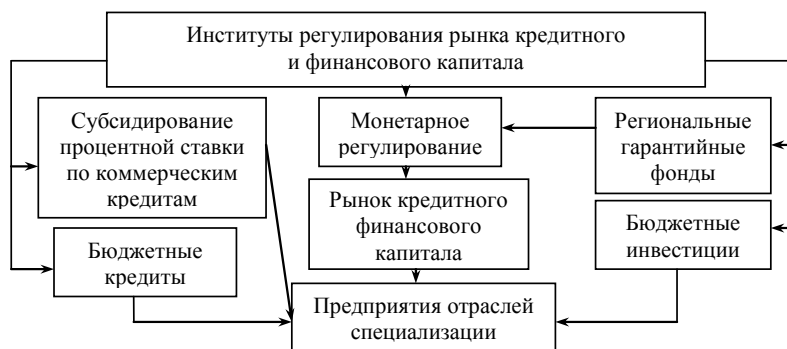 Институты регулирования рынка кредитного
и финансового капитала
Субсидирование
процентной ставки
по коммерческим
кредитам
Монетарное
регулирование
Региональные
гарантийные
фонды
Рынок кредитного
финансового
капитала
Бюджетные
кредиты
Бюджетные
инвестиции
Предприятия отраслей
специализации